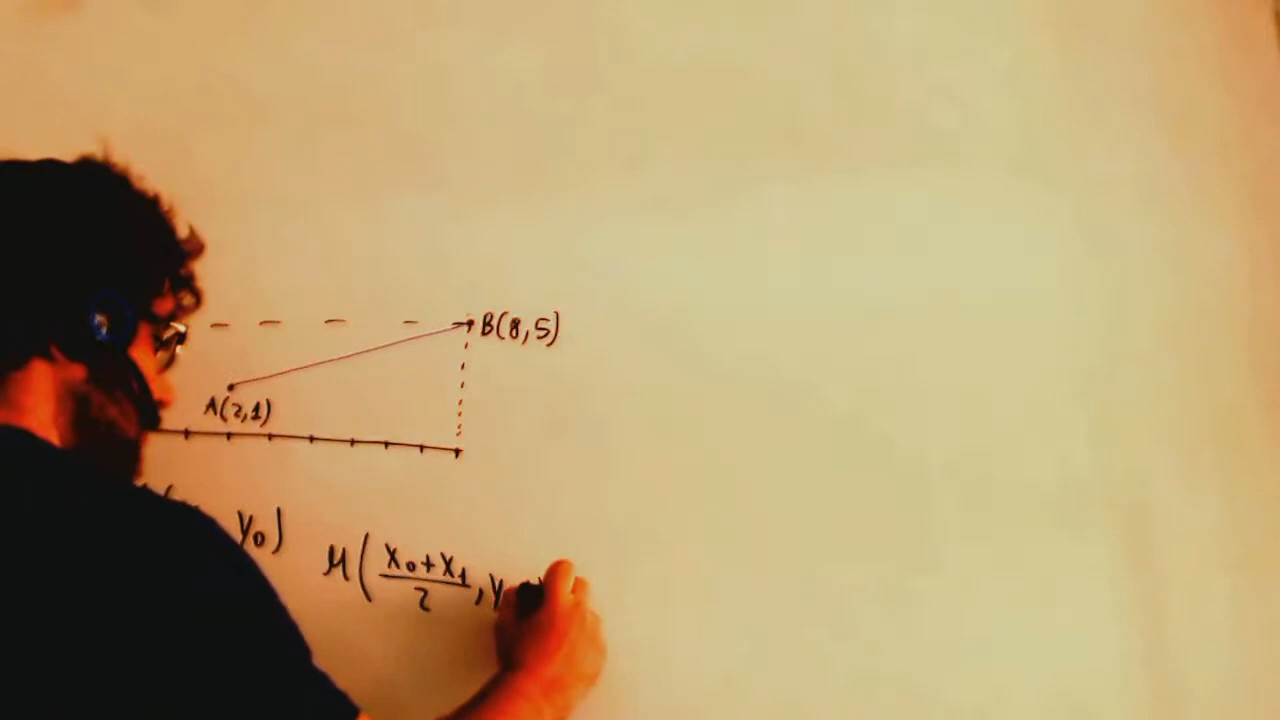 B(8,5)
A(2,1)
y₀)
M(x₀+x₁/2, y